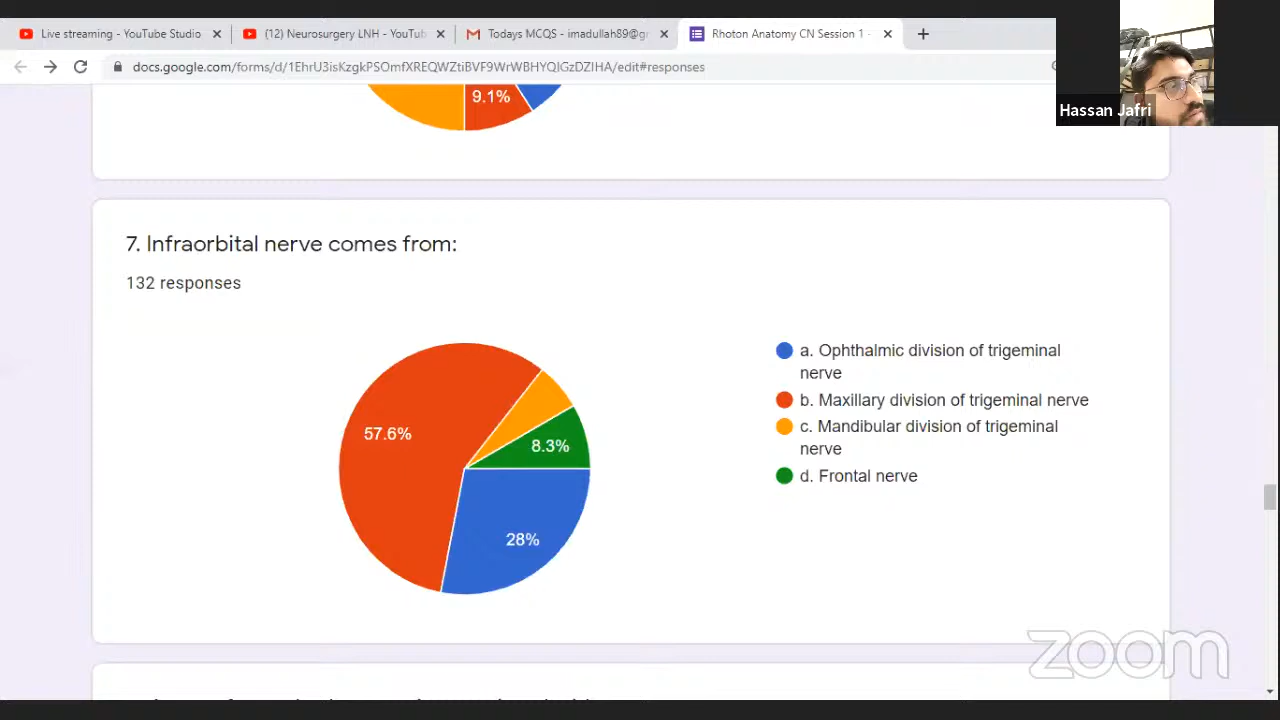 Live streaming - YouTube Studio
(12) Neurosurgery LNH - YouTub
Todays MCQS - imadullah89@g
Rhoton Anatomy CN Session 1 -
docs.google.com/forms/d/1EhrU3isKzgkPSOmfXREQWZtiBVF9WrWBHYQlGzDZIHA/edit#responses
Hassan Jafri
9.1%
7. Infraorbital nerve comes from:
132 responses
57.6%
8.3%
28%
a. Ophthalmic division of trigeminal
nerve
b. Maxillary division of trigeminal nerve
c. Mandibular division of trigeminal
nerve
d. Frontal nerve
zoom